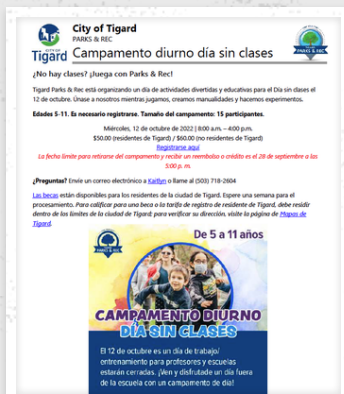 City of Tigard
PARKS & REC
CITY OF
Tigard
Campamento diurno día sin clases
PARKS & REC
¿No hay clases? ¡Juega con Parks & Rec!
Tigard Parks & Rec está organizando un día de actividades divertidas y educativas para el Día sin clases el
12 de octubre. Únase a nosotros mientras jugamos, creamos manualidades y hacemos experimentos.
Edades 5-11. Es necesario registrarse. Tamaño del campamento: 15 participantes.
Miércoles, 12 de octubre de 2022 | 8:00 a.m. – 4:00 p.m.
$50.00 (residentes de Tigard) / $60.00 (no residentes de Tigard)
Registrarse aquí
La fecha límite para retirarse del campamento y recibir un reembolso o crédito es el 28 de septiembre a las
5:00 p. m.
¿Preguntas? Envíe un correo electrónico a Kaitlyn o llame al (503) 718-2604
Las becas están disponibles para los residentes de la ciudad de Tigard. Espere una semana para el
procesamiento. Para calificar para una beca o la tarifa de registro de residente de Tigard, debe residir
dentro de los límites de la ciudad de Tigard; para verificar su dirección, visite la página de Mapas de
Tigard.
PARKS & REC
De 5 a 11 años
CAMPAMENTO DIURNO
DÍA SIN CLASES
El 12 de octubre es un día de trabajo/
entrenamiento para profesores y escuelas
estarán cerradas. ¡Ven y disfrutade un día fuera
de la escuela con un campamento de día!